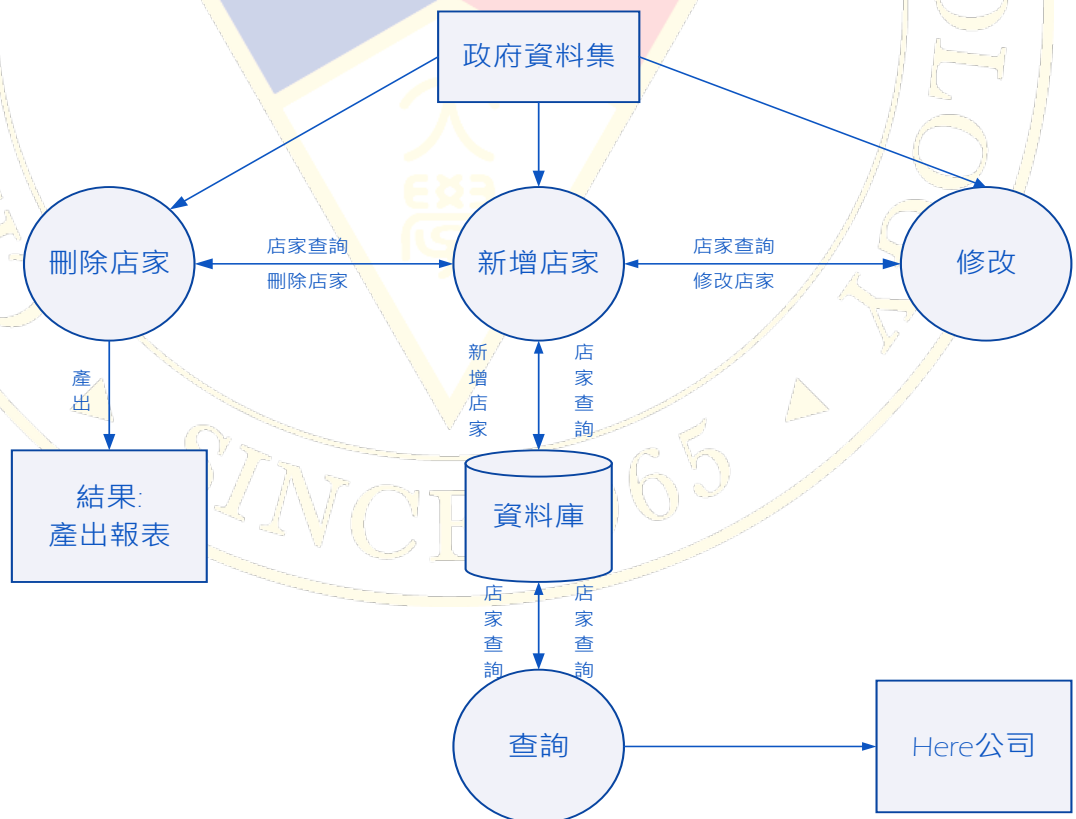 政府資料集
刪除店家
店家查詢
刪除店家
新增店家
店家查詢
修改店家
修改
產出
新增店家
店家查詢
結果:
產出報表
資料庫
店家查詢
店家查詢
查詢
Here公司
大學
SINCE 1965